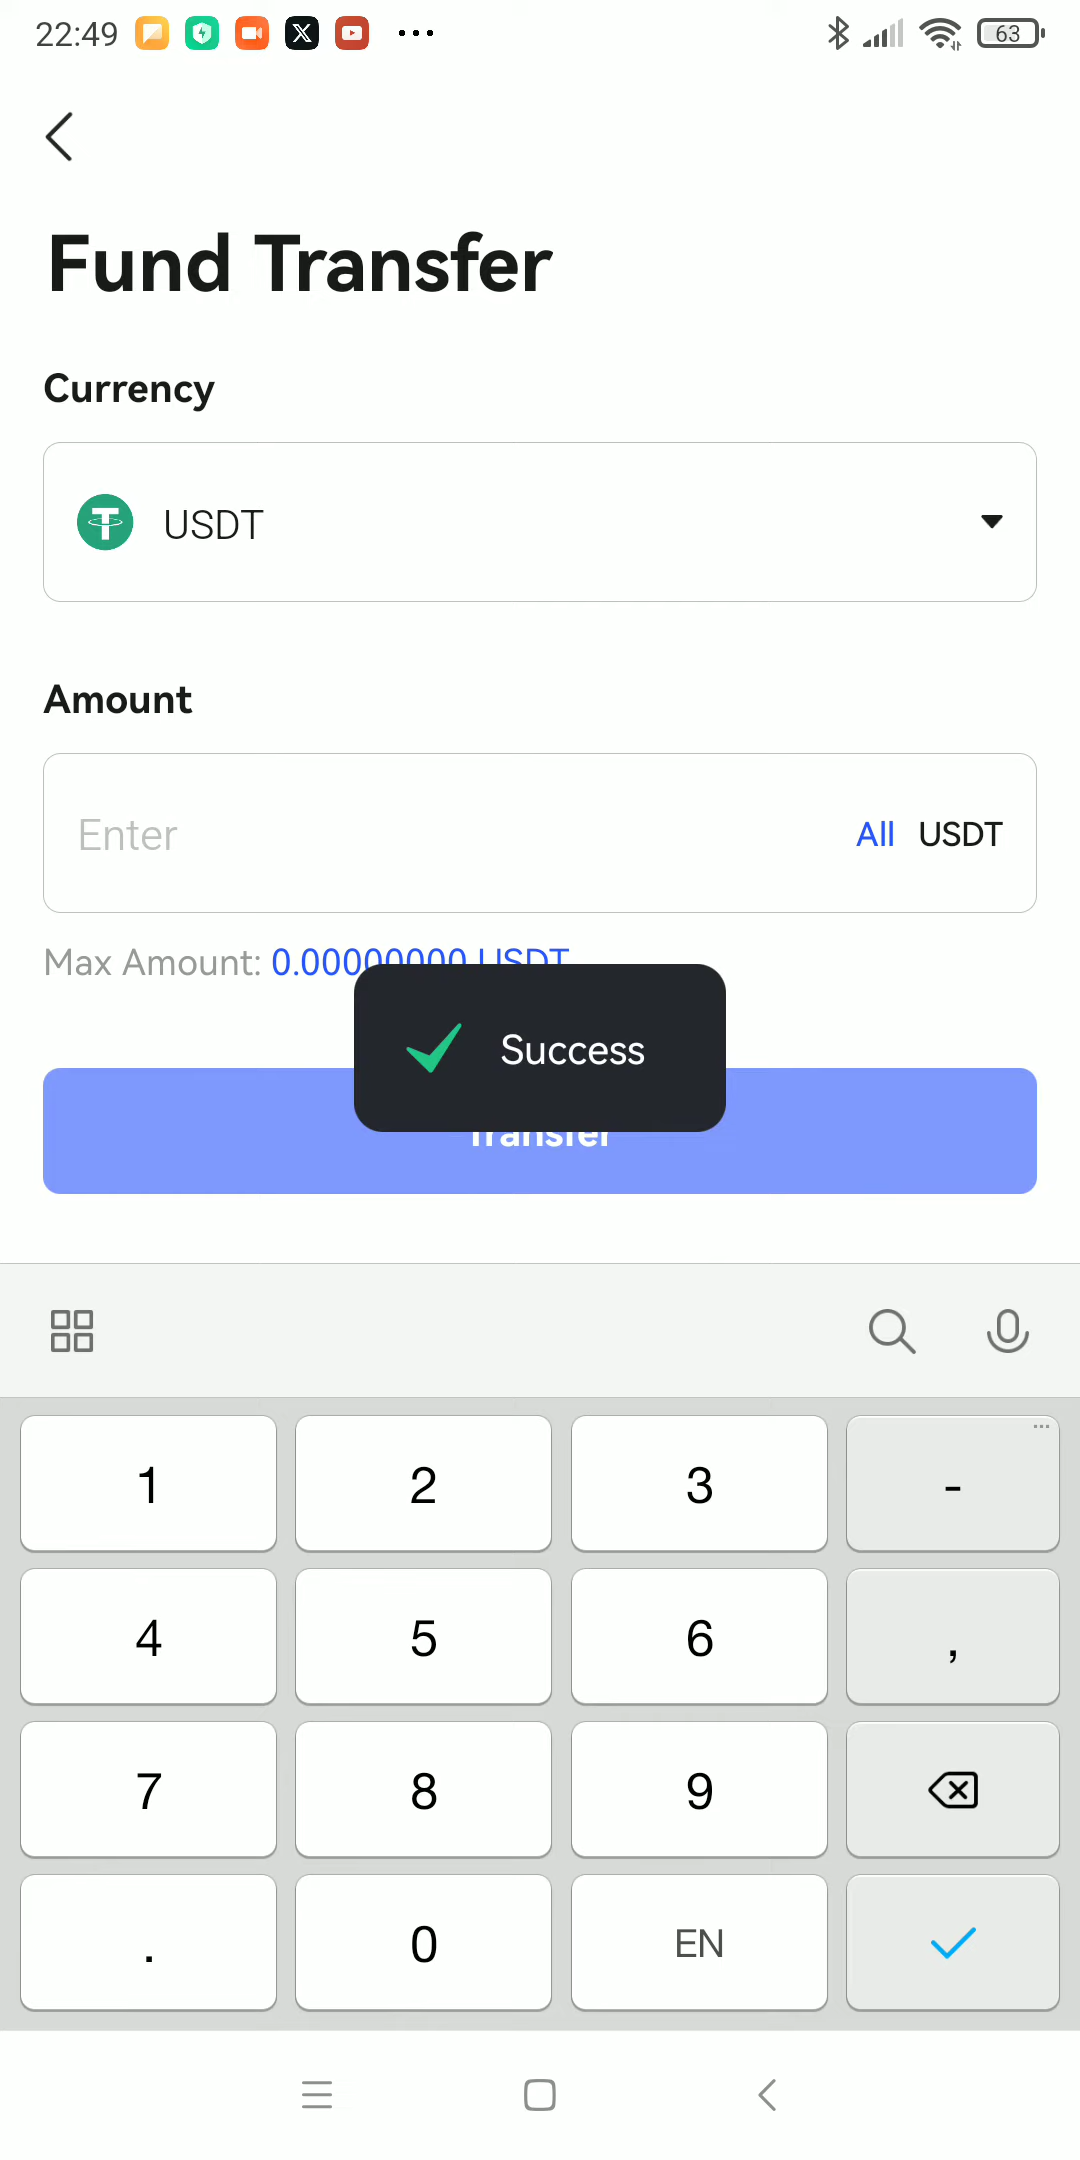 22:49 63
Fund Transfer
Currency
USDT
Amount
Enter All USDT
Max Amount: 0.00000000 USDT
Success
Transfer
1 2 3 -
4 5 6 ,
7 8 9
. 0 EN